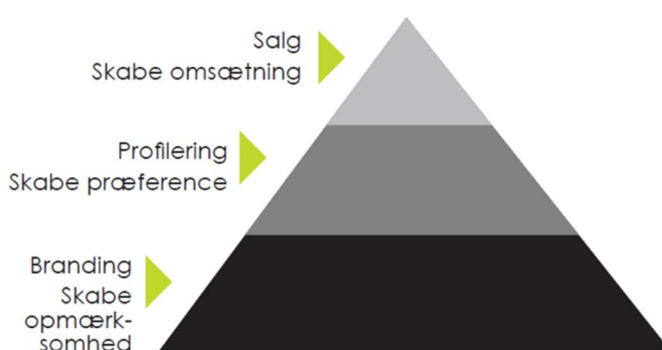 Salg
Skabe omsætning
Profilering
Skabe præference
Branding
Skabe
opmærk-
somhed